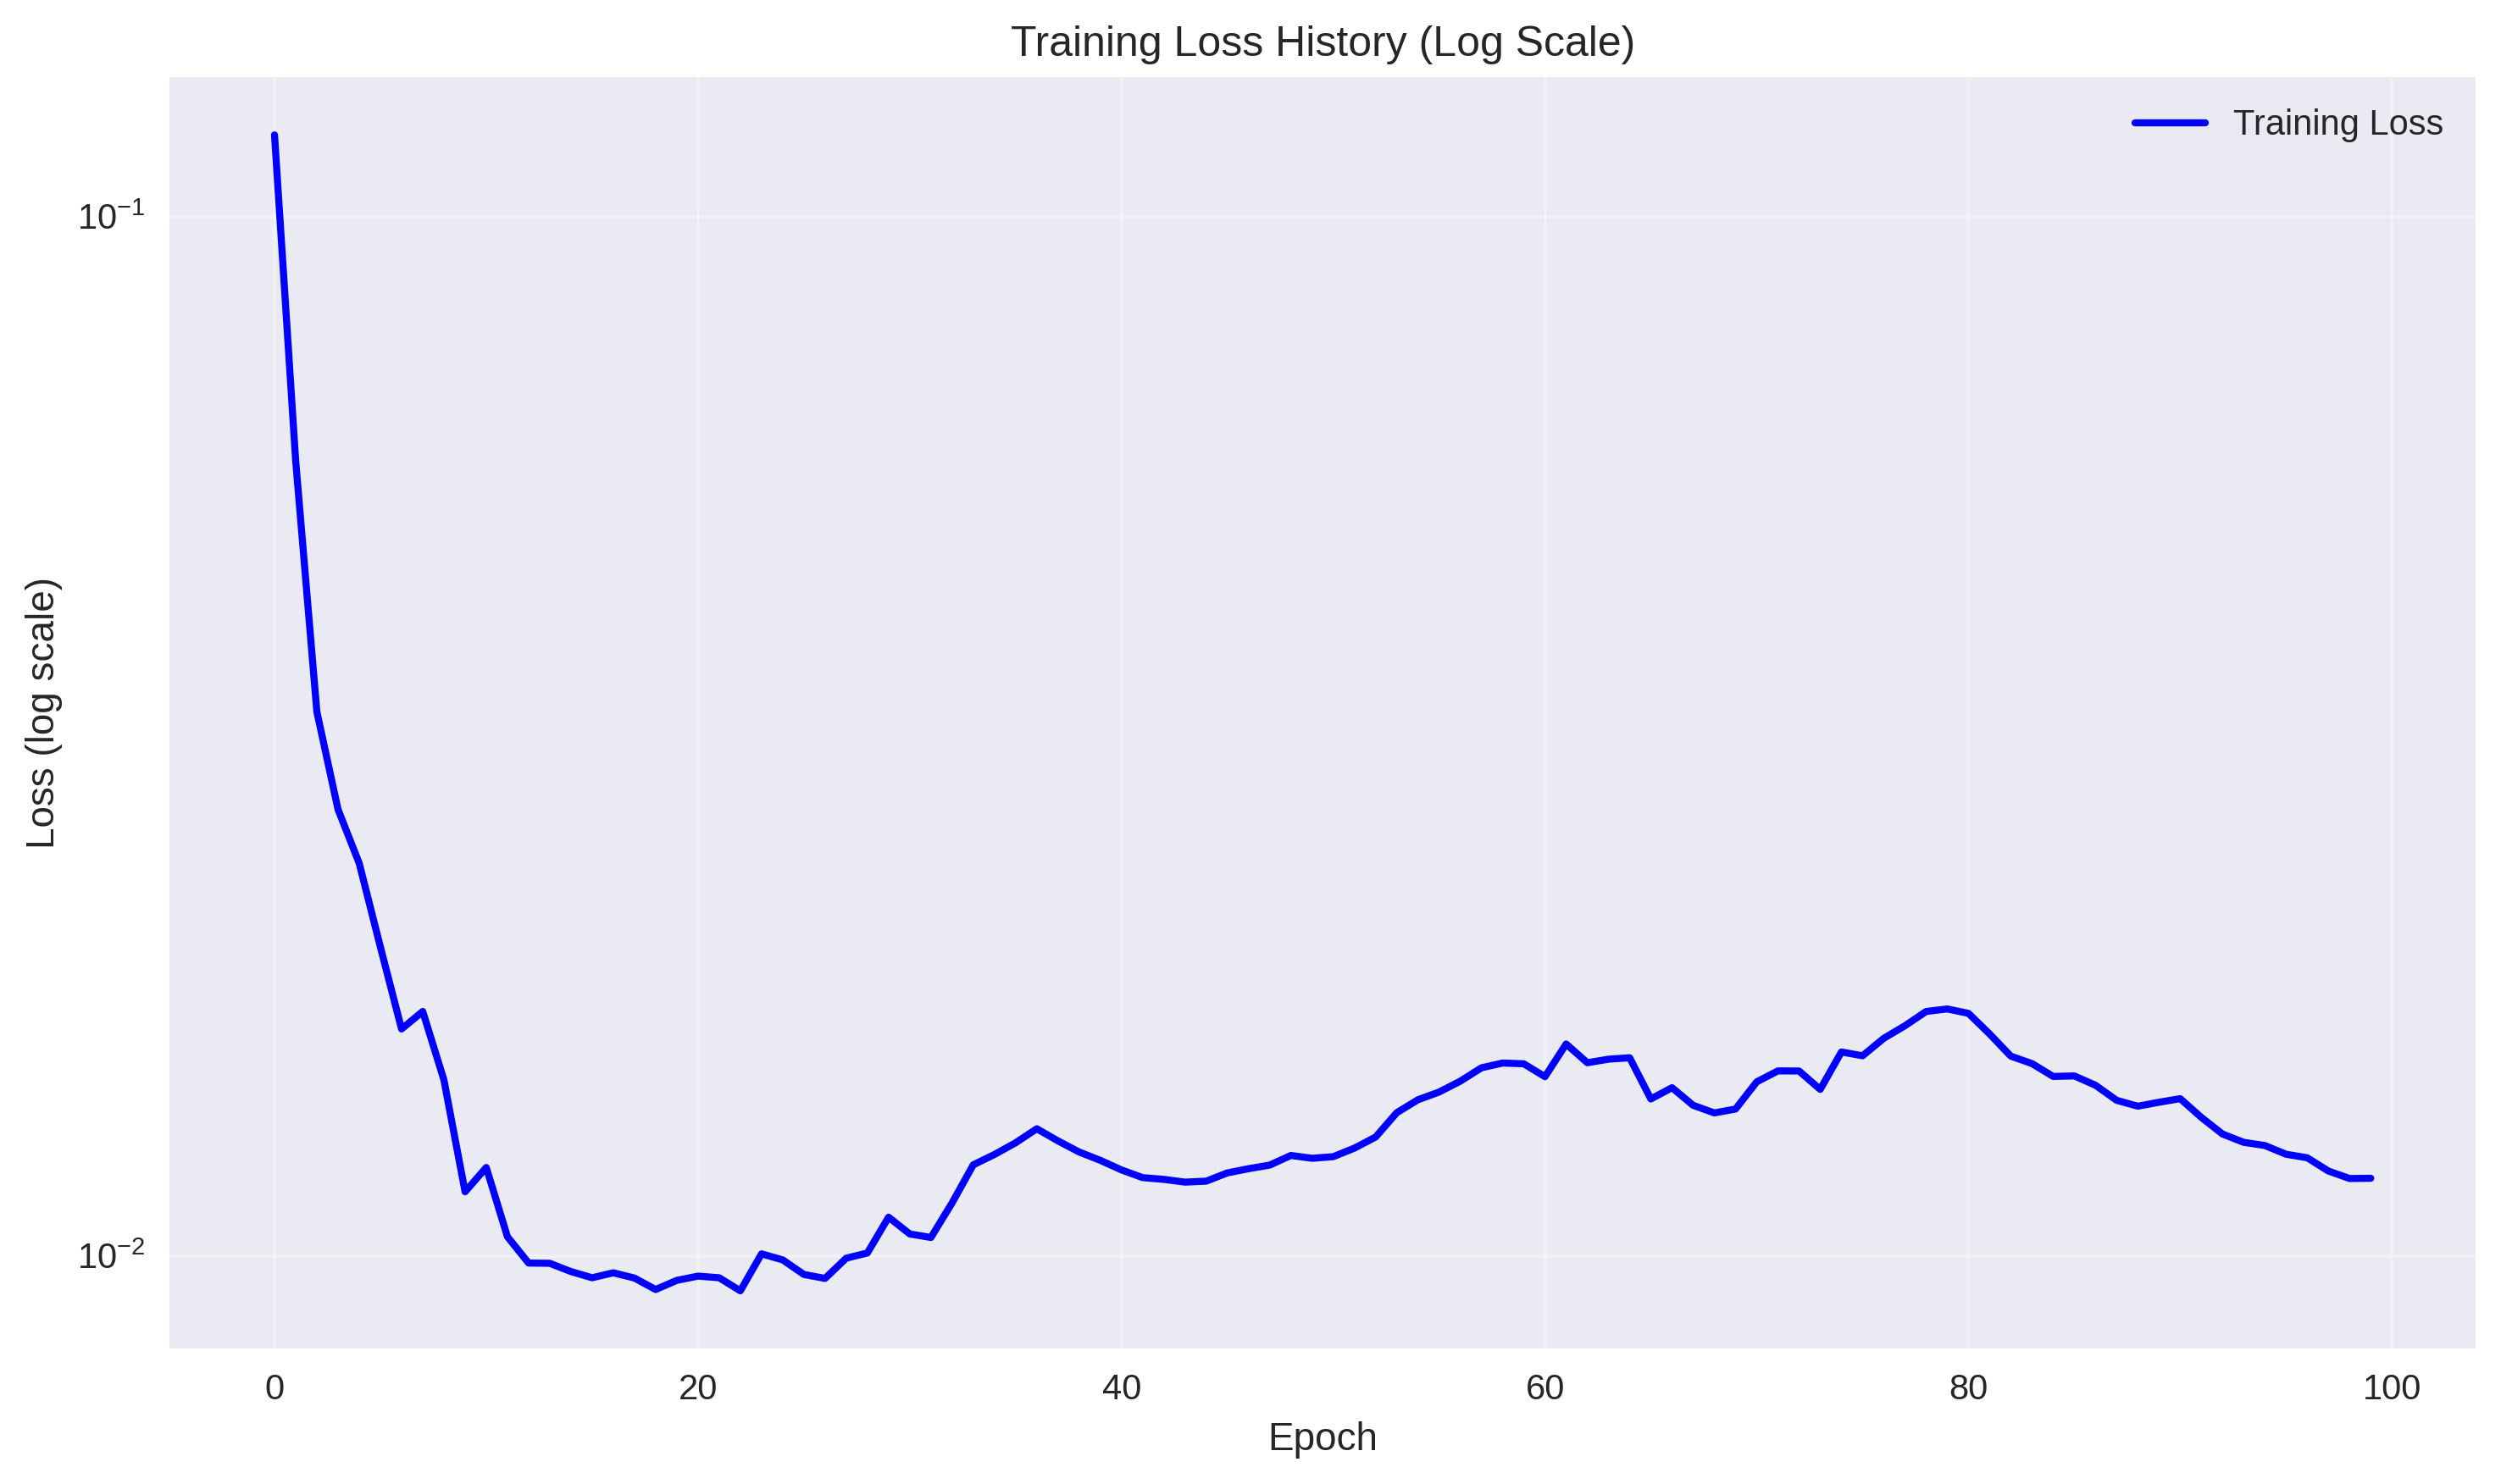 Training Loss History (Log Scale)
Training Loss
10⁻¹
Loss (log scale)
10⁻²
0 20 40 60 80 100
Epoch